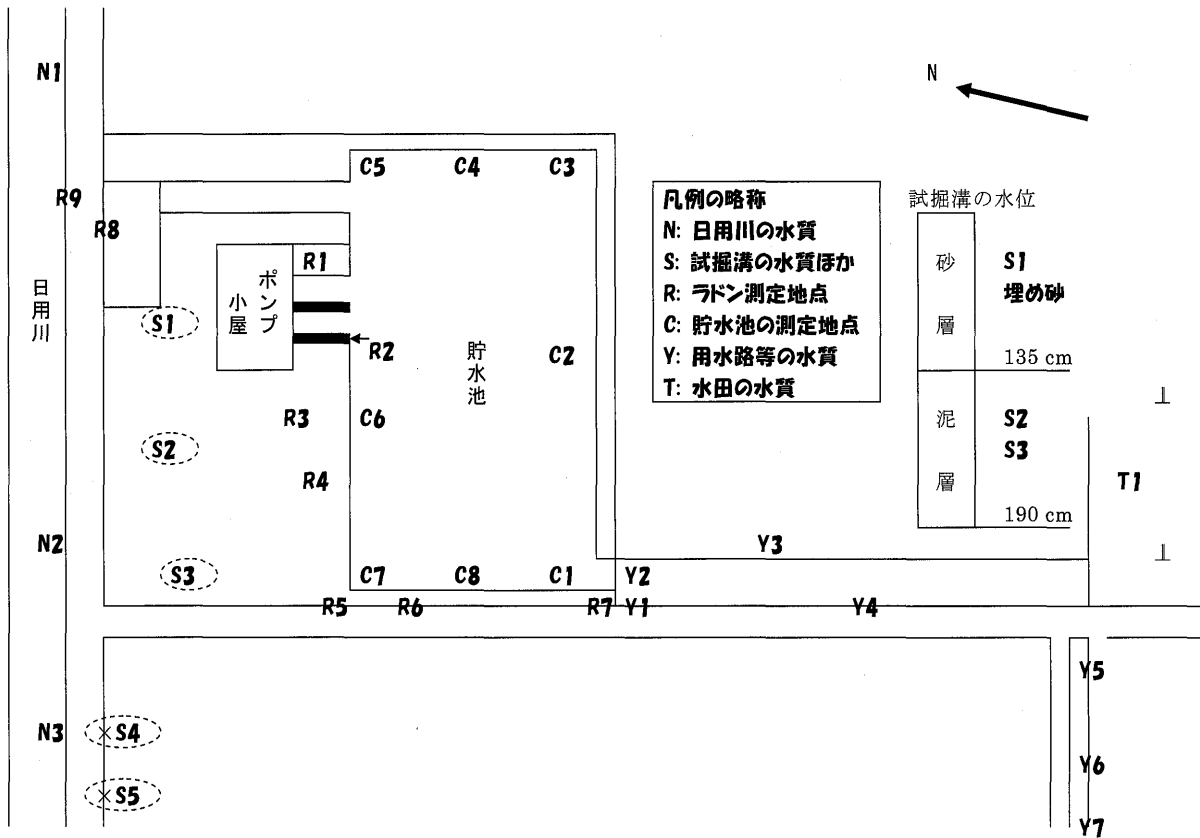 N1
N
R9
R8
C5
C4
C3
R1
ポンプ
小屋
日用川
S1
R2
貯水池
C2
R3
C6
S2
R4
N2
S3
C7
C8
C1
R5
R6
R7
Y1
Y2
Y3
Y4
凡例の略称
N: 日用川の水質
S: 試掘溝の水質ほか
R: ラドン測定地点
C: 貯水池の測定地点
Y: 用水路等の水質
T: 水田の水質
試掘溝の水位
砂層
S1
埋め砂
135 cm
泥層
S2
S3
190 cm
T1
N3
×S4
×S5
Y5
Y6
Y7